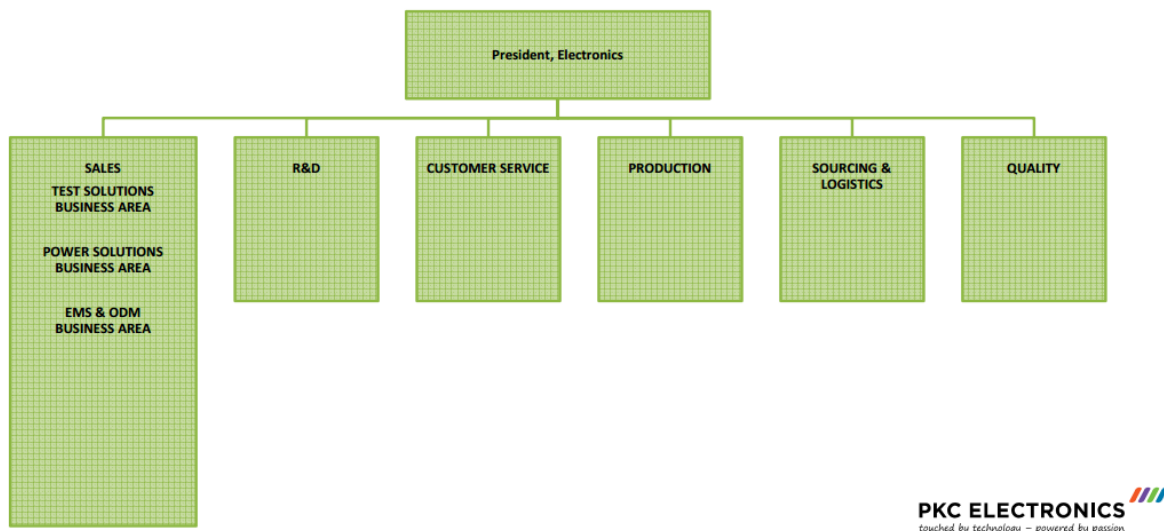 President, Electronics
SALES
TEST SOLUTIONS
BUSINESS AREA
POWER SOLUTIONS
BUSINESS AREA
EMS & ODM
BUSINESS AREA
R&D
CUSTOMER SERVICE
PRODUCTION
SOURCING &
LOGISTICS
QUALITY
PKC ELECTRONICS
touched by technology – powered by passion